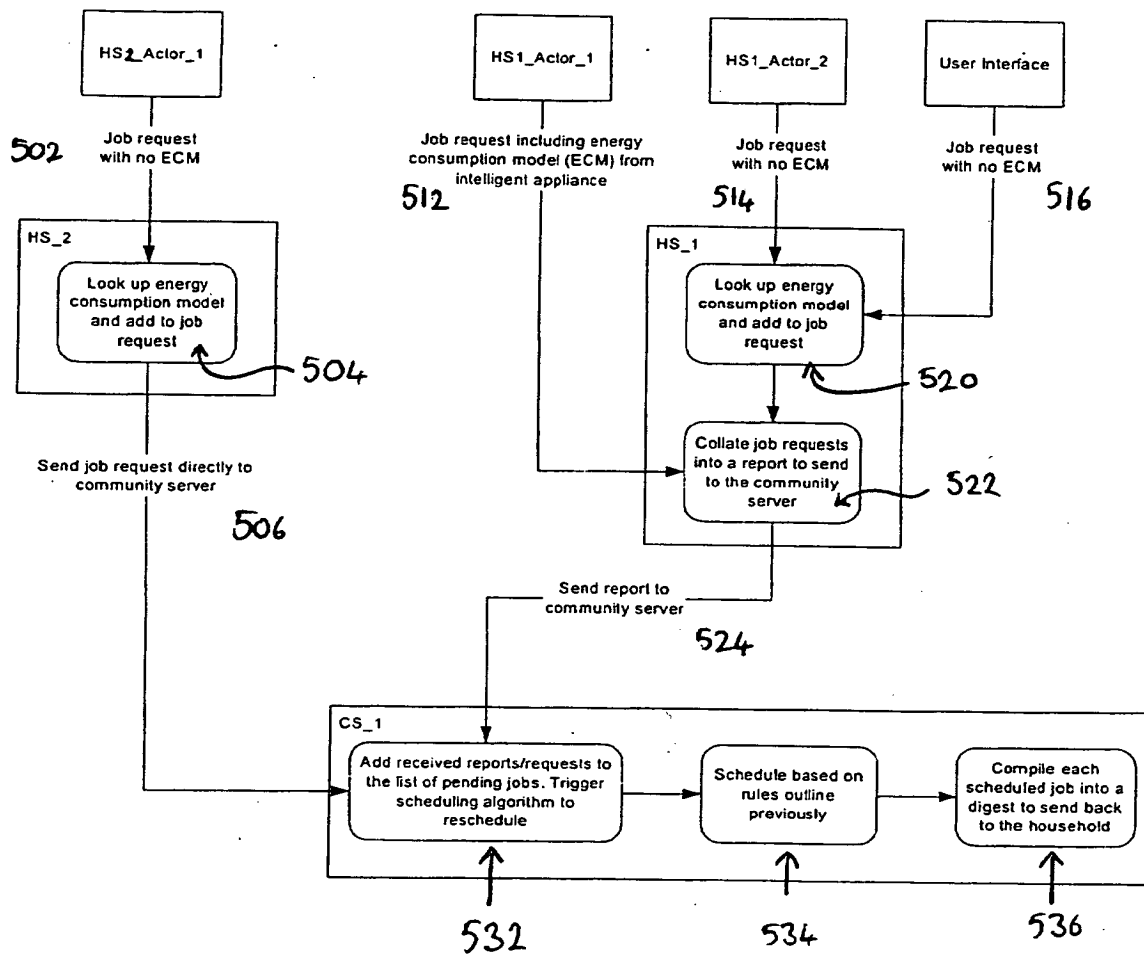 HS2_Actor_1
HS1_Actor_1
HS1_Actor_2
User Interface
502
Job request
with no ECM
Job request including energy
consumption model (ECM) from
intelligent appliance
512
Job request
with no ECM
514
Job request
with no ECM
516
HS_2
Look up energy
consumption model
and add to job
request
504
HS_1
Look up energy
consumption model
and add to job
request
520
Collate job requests
into a report to send
to the community
server
522
Send job request directly to
community server
506
Send report to
community server
524
CS_1
Add received reports/requests to
the list of pending jobs. Trigger
scheduling algorithm to
reschedule
Schedule based on
rules outline
previously
Compile each
scheduled job into a
digest to send back
to the household
532
534
536